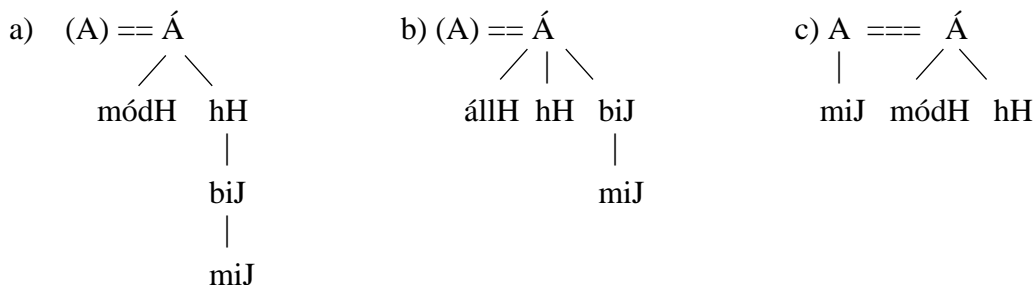 a) (A) == Á b) (A) == Á c) A === Á
módH hH állH hH biJ miJ módH hH
biJ miJ
miJ